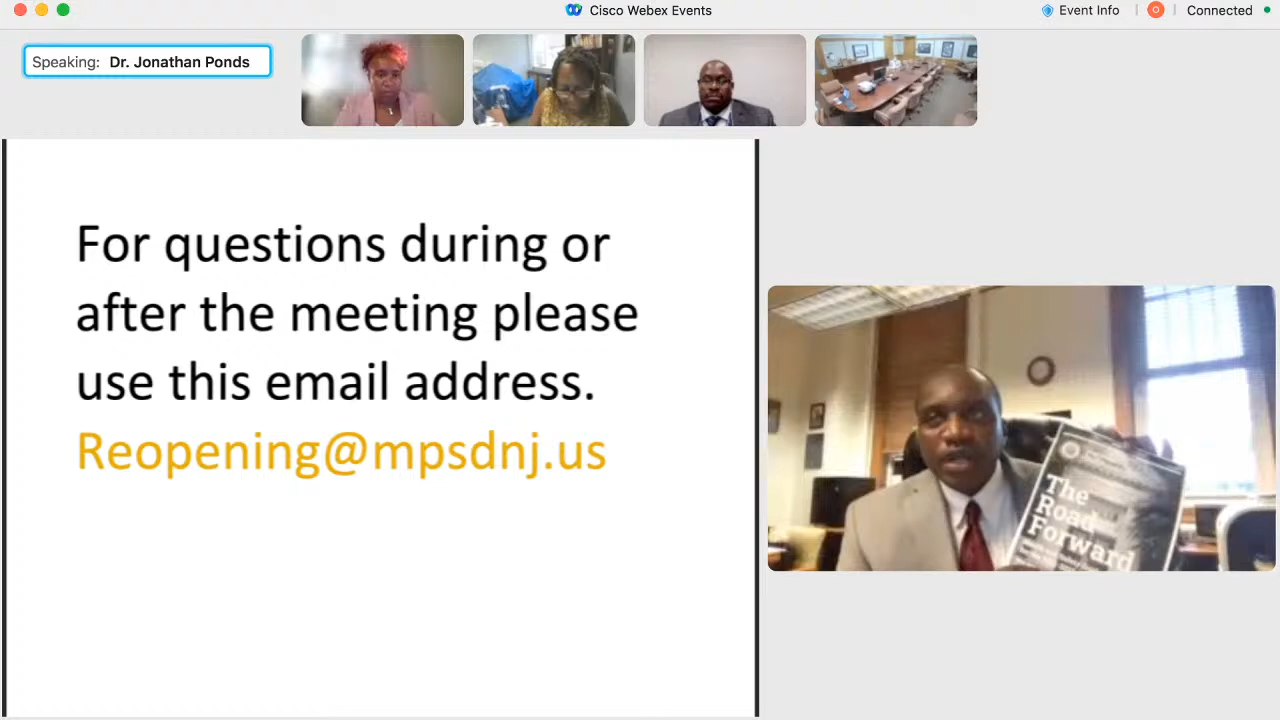 Cisco Webex Events
Event Info
Connected
Speaking: Dr. Jonathan Ponds
For questions during or
after the meeting please
use this email address.
Reopening@mpsdnj.us
The
Road
Forward